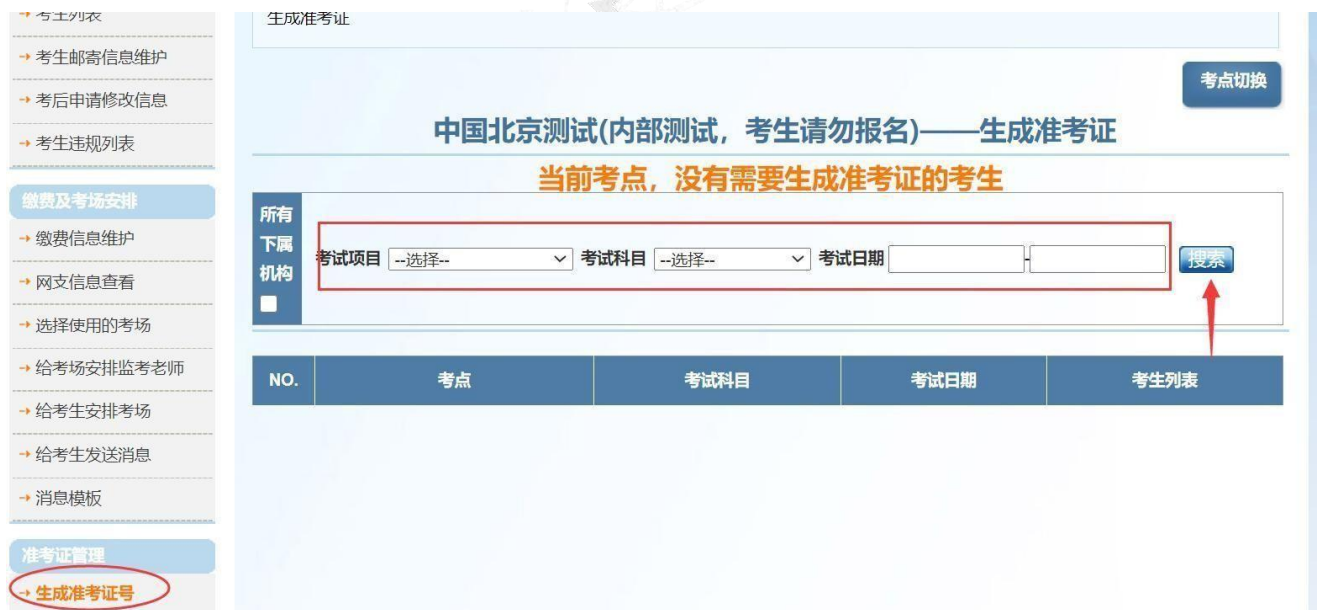 考生列表
考生邮寄信息维护
考后申请修改信息
考生违规列表
缴费及考场安排
缴费信息维护
网支信息查看
选择使用的考场
给考场安排监考老师
给考生安排考场
给考生发送消息
消息模板
准考证管理
生成准考证号
生成准考证
考点切换
中国北京测试(内部测试，考生请勿报名)——生成准考证
当前考点，没有需要生成准考证的考生
所有
下属
机构
考试项目 --选择-- 考试科目 --选择-- 考试日期 - 搜索
NO. 考点 考试科目 考试日期 考生列表